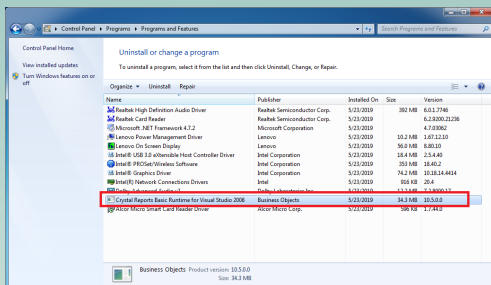 Control Panel ▸ Programs ▸ Programs and Features
Search Programs and Features
Control Panel Home
View installed updates
Turn Windows features on or off
Uninstall or change a program
To uninstall a program, select it from the list and then click Uninstall, Change, or Repair.
Organize Uninstall Repair
Name Publisher Installed On Size Version
Realtek High Definition Audio Driver Realtek Semiconductor Corp. 5/23/2019 392 MB 6.0.1.7746
Realtek Card Reader Realtek Semiconductor Corp. 5/23/2019 6.2.9200.21236
Microsoft .NET Framework 4.7.2 Microsoft Corporation 5/23/2019 4.7.03062
Lenovo Power Management Driver Lenovo 5/23/2019 10.2 MB 1.67.12.10
Lenovo On Screen Display Lenovo 5/23/2019 56.0 MB 8.80.10
Intel® USB 3.0 eXtensible Host Controller Driver Intel Corporation 5/23/2019 18.4 MB 2.5.4.40
Intel® PROSet/Wireless Software Intel Corporation 5/23/2019 353 MB 18.40.2
Intel® Graphics Driver Intel Corporation 5/23/2019 74.2 MB 10.18.14.4414
Intel(R) Network Connections Drivers Intel 5/23/2019 916 KB 20.4
Crystal Reports Basic Runtime for Visual Studio 2008 Business Objects 5/23/2019 34.3 MB 10.5.0.0
Alcor Micro Smart Card Reader Driver Alcor Micro Corp. 5/23/2019 596 KB 1.7.44.0
Business Objects Product version: 10.5.0.0
Size: 34.3 MB